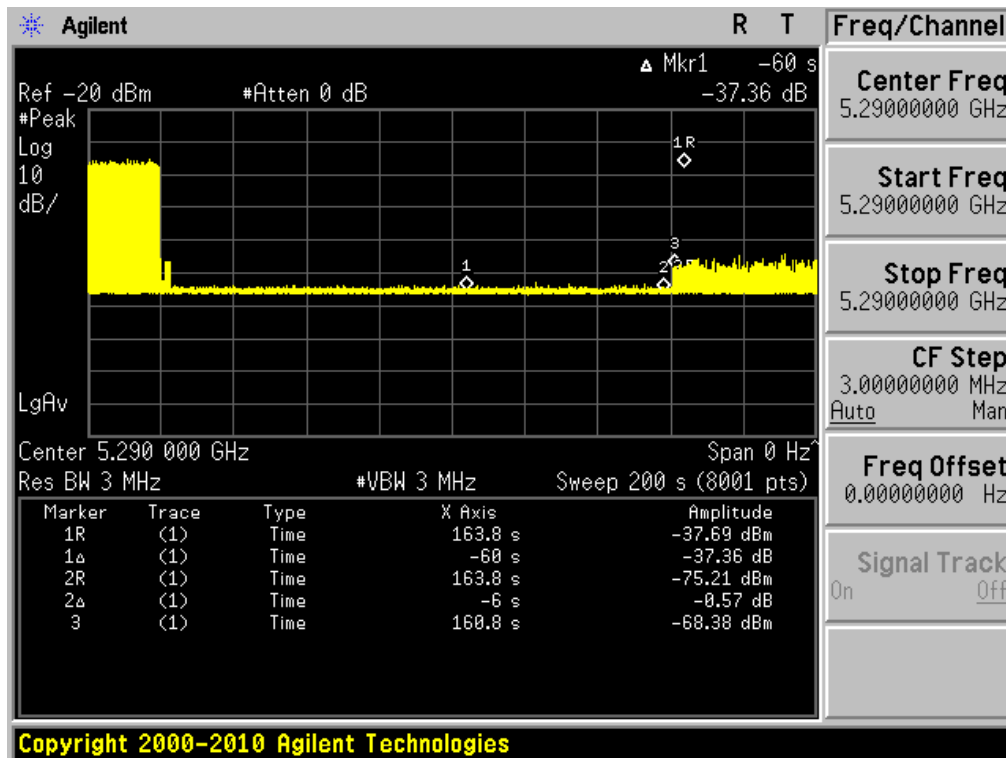 Agilent R T
Freq/Channel
Δ Mkr1 -60 s
Ref -20 dBm #Atten 0 dB -37.36 dB
#Peak
Log
10
dB/
1R
1
2
3
LgAv
Center 5.290 000 GHz Span 0 Hz^
Res BW 3 MHz #VBW 3 MHz Sweep 200 s (8001 pts)
Marker Trace Type X Axis Amplitude
1R (1) Time 163.8 s -37.69 dBm
1Δ (1) Time -60 s -37.36 dB
2R (1) Time 163.8 s -75.21 dBm
2Δ (1) Time -6 s -0.57 dB
3 (1) Time 160.8 s -68.38 dBm
Center Freq
5.29000000 GHz
Start Freq
5.29000000 GHz
Stop Freq
5.29000000 GHz
CF Step
3.00000000 MHz
Auto Man
Freq Offset
0.00000000 Hz
Signal Track
On Off
Copyright 2000-2010 Agilent Technologies